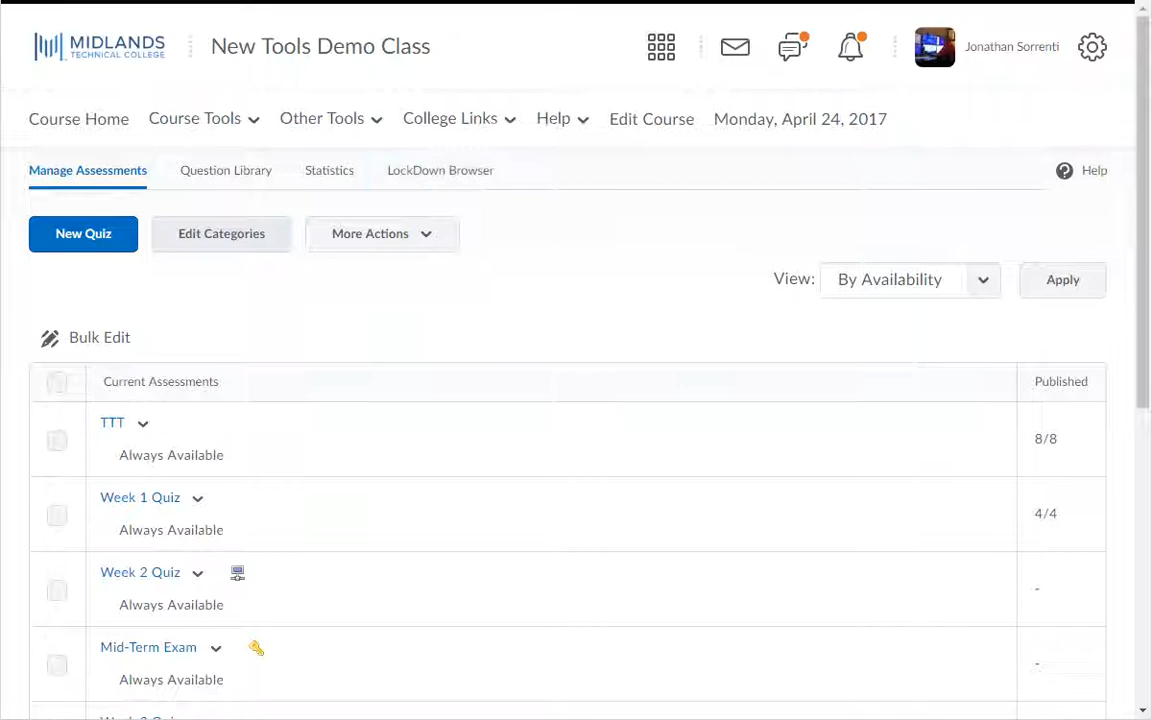 MIDLANDS
TECHNICAL COLLEGE
New Tools Demo Class
Jonathan Sorrenti
Course Home
Course Tools
Other Tools
College Links
Help
Edit Course
Monday, April 24, 2017
Manage Assessments
Question Library
Statistics
LockDown Browser
Help
New Quiz
Edit Categories
More Actions
View:
By Availability
Apply
Bulk Edit
Current Assessments
Published
TTT
Always Available
8/8
Week 1 Quiz
Always Available
4/4
Week 2 Quiz
Always Available
-
Mid-Term Exam
Always Available
-